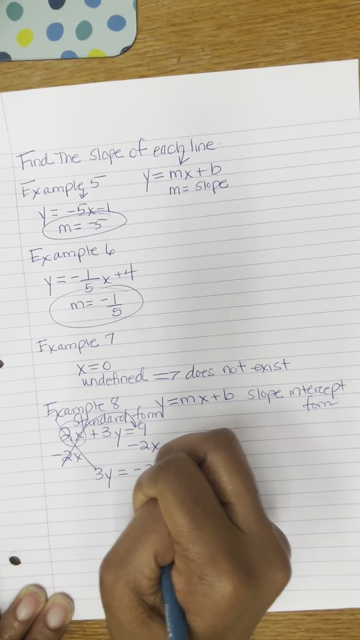 Find The slope of each line.
Example 5
y = mx + b
m = slope
y = -5x-1
m = -5
Example 6
y = -1/5 x + 4
m = -1/5
Example 7
x = 0
undefined => does not exist
Example 8
y = mx + b slope intercept form
Standard form
2x + 3y = 9
-2x -2x
3y = -2